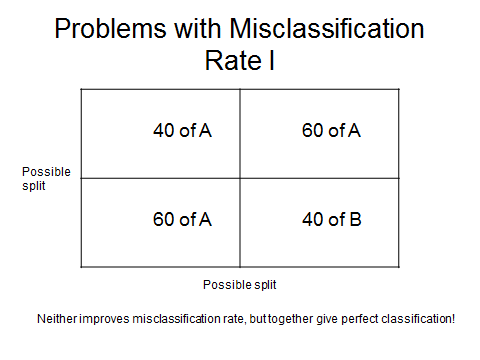 Problems with Misclassification
Rate I
40 of A
60 of A
Possible
split
60 of A
40 of B
Possible split
Neither improves misclassification rate, but together give perfect classification!